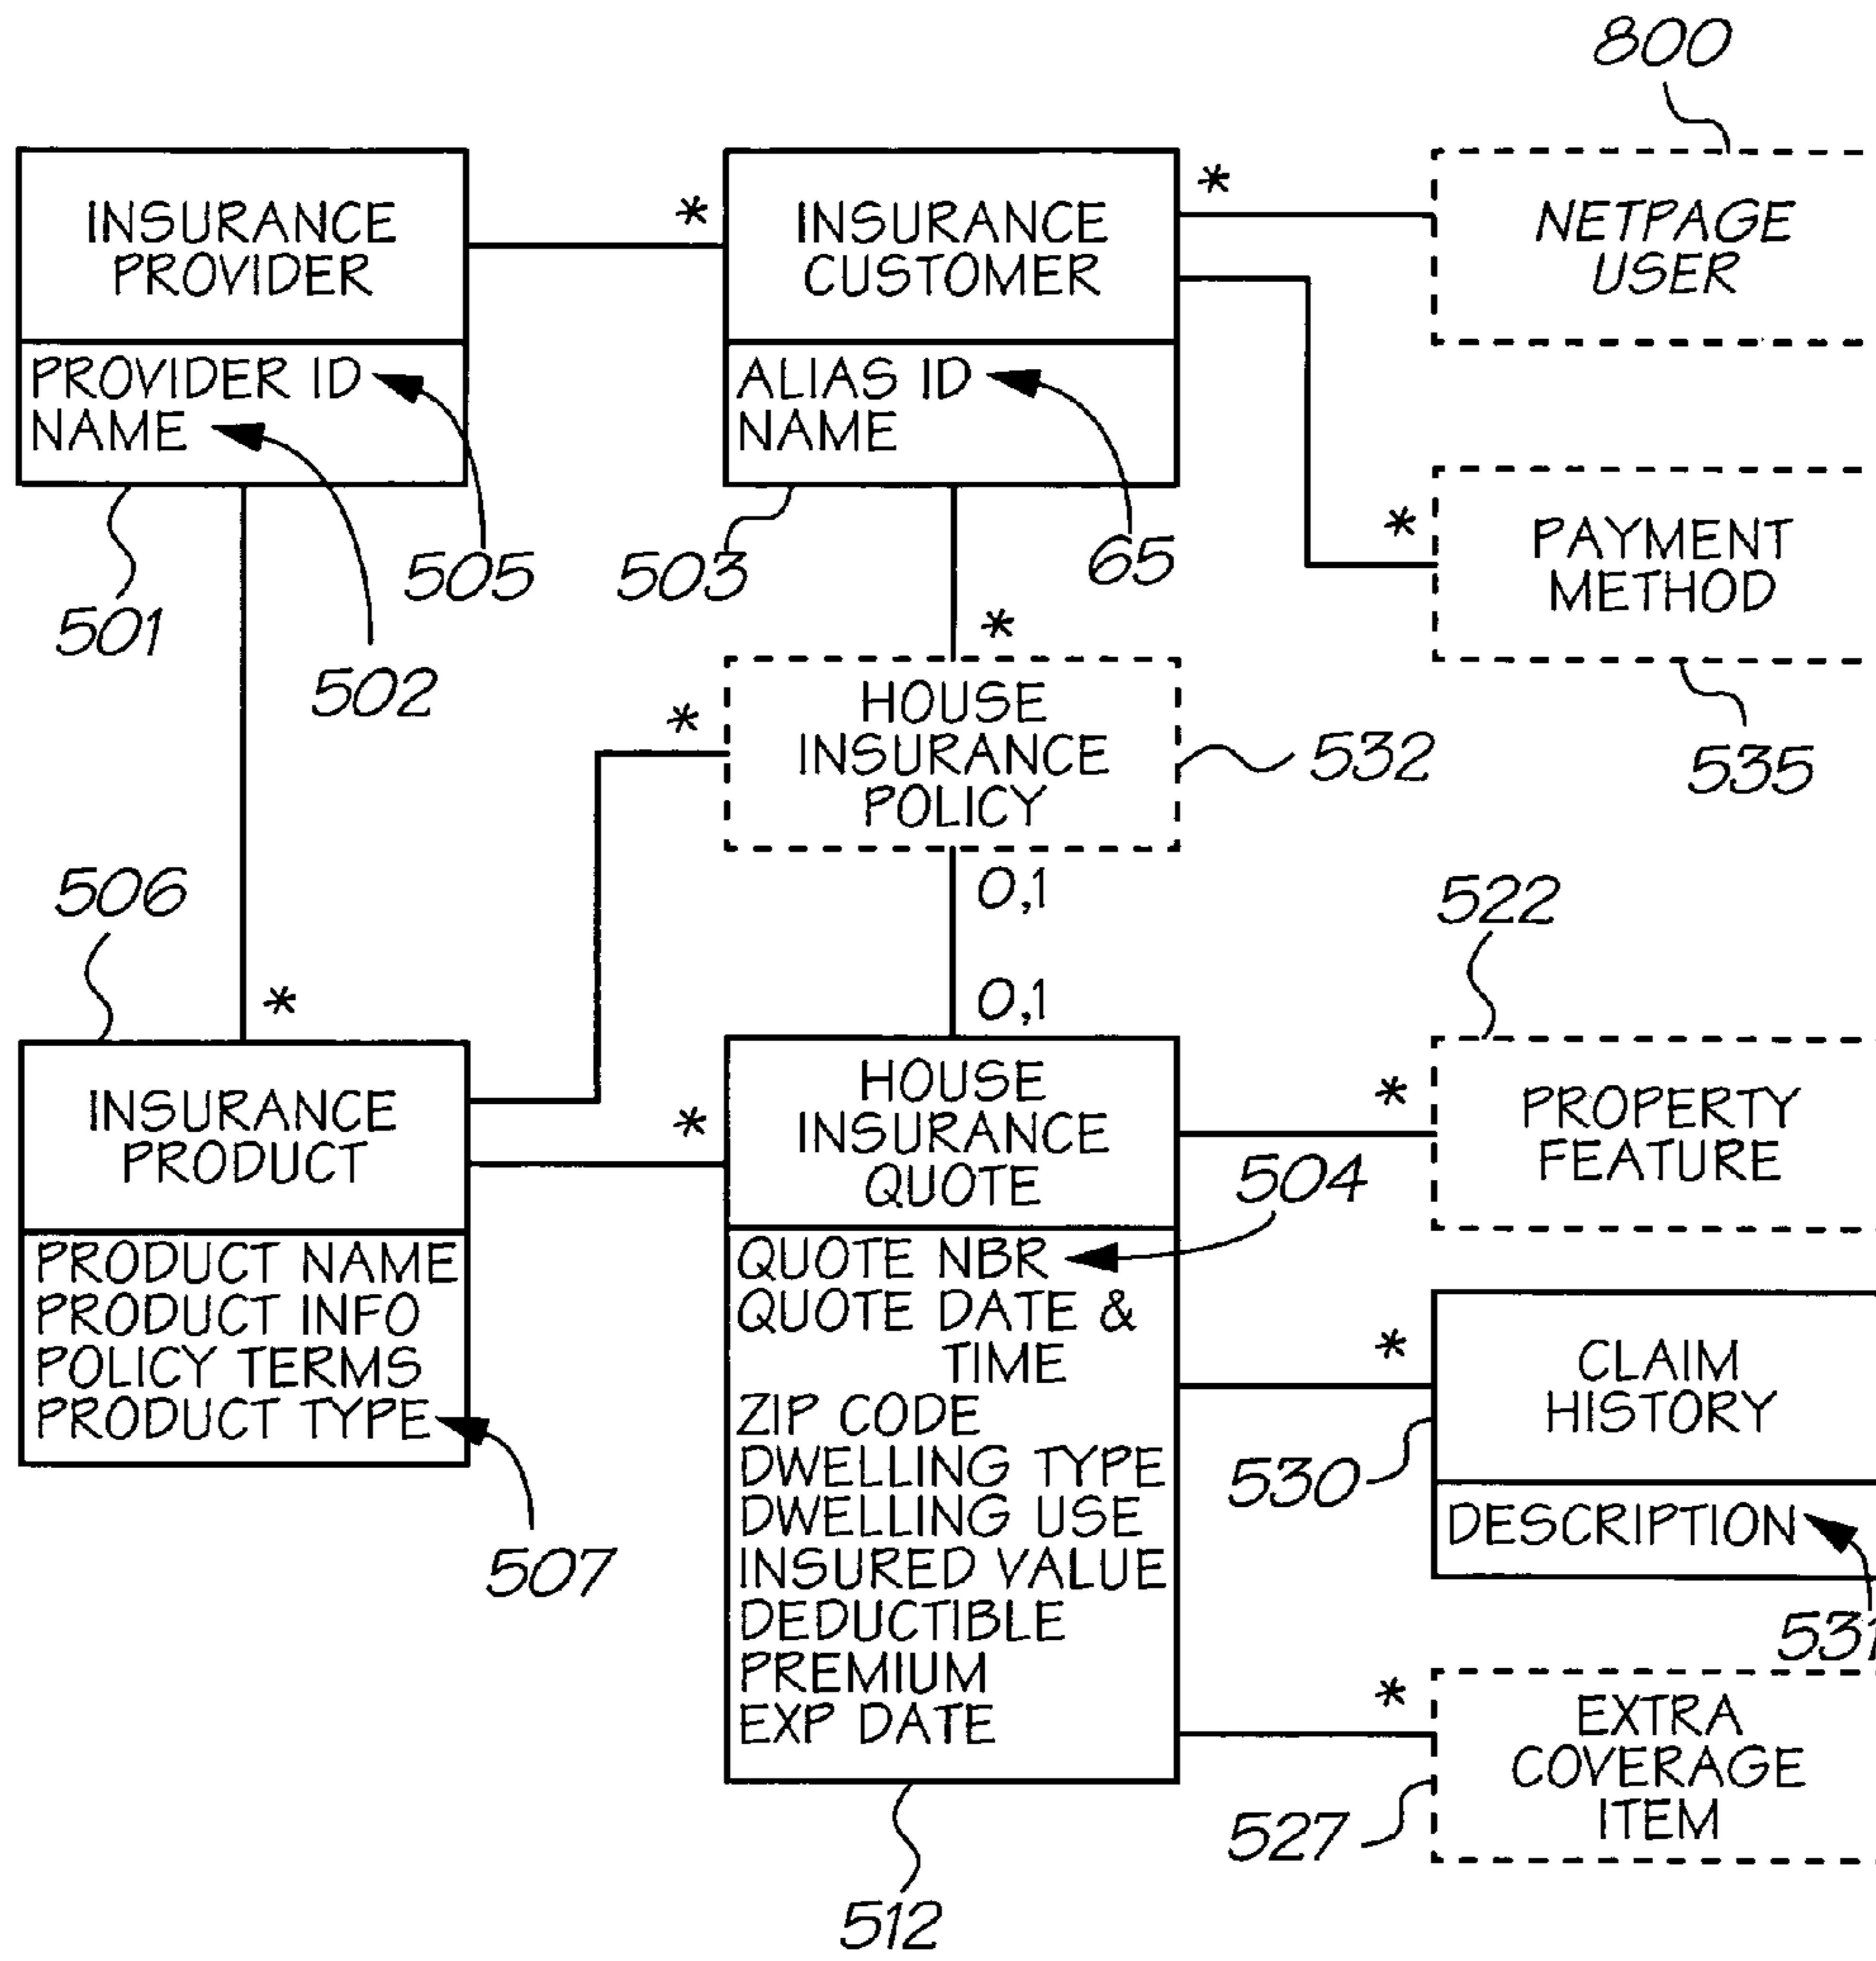 800
INSURANCE
PROVIDER
PROVIDER ID
NAME
501
502
505
*
INSURANCE
CUSTOMER
ALIAS ID
NAME
503
65
*
NETPAGE
USER
*
PAYMENT
METHOD
535
*
*
HOUSE
INSURANCE
POLICY
532
0,1
0,1
506
*
INSURANCE
PRODUCT
PRODUCT NAME
PRODUCT INFO
POLICY TERMS
PRODUCT TYPE
507
*
HOUSE
INSURANCE
QUOTE
504
QUOTE NBR
QUOTE DATE &
TIME
ZIP CODE
DWELLING TYPE
DWELLING USE
INSURED VALUE
DEDUCTIBLE
PREMIUM
EXP DATE
512
522
*
PROPERTY
FEATURE
*
CLAIM
HISTORY
530
DESCRIPTION
531
*
EXTRA
COVERAGE
ITEM
527